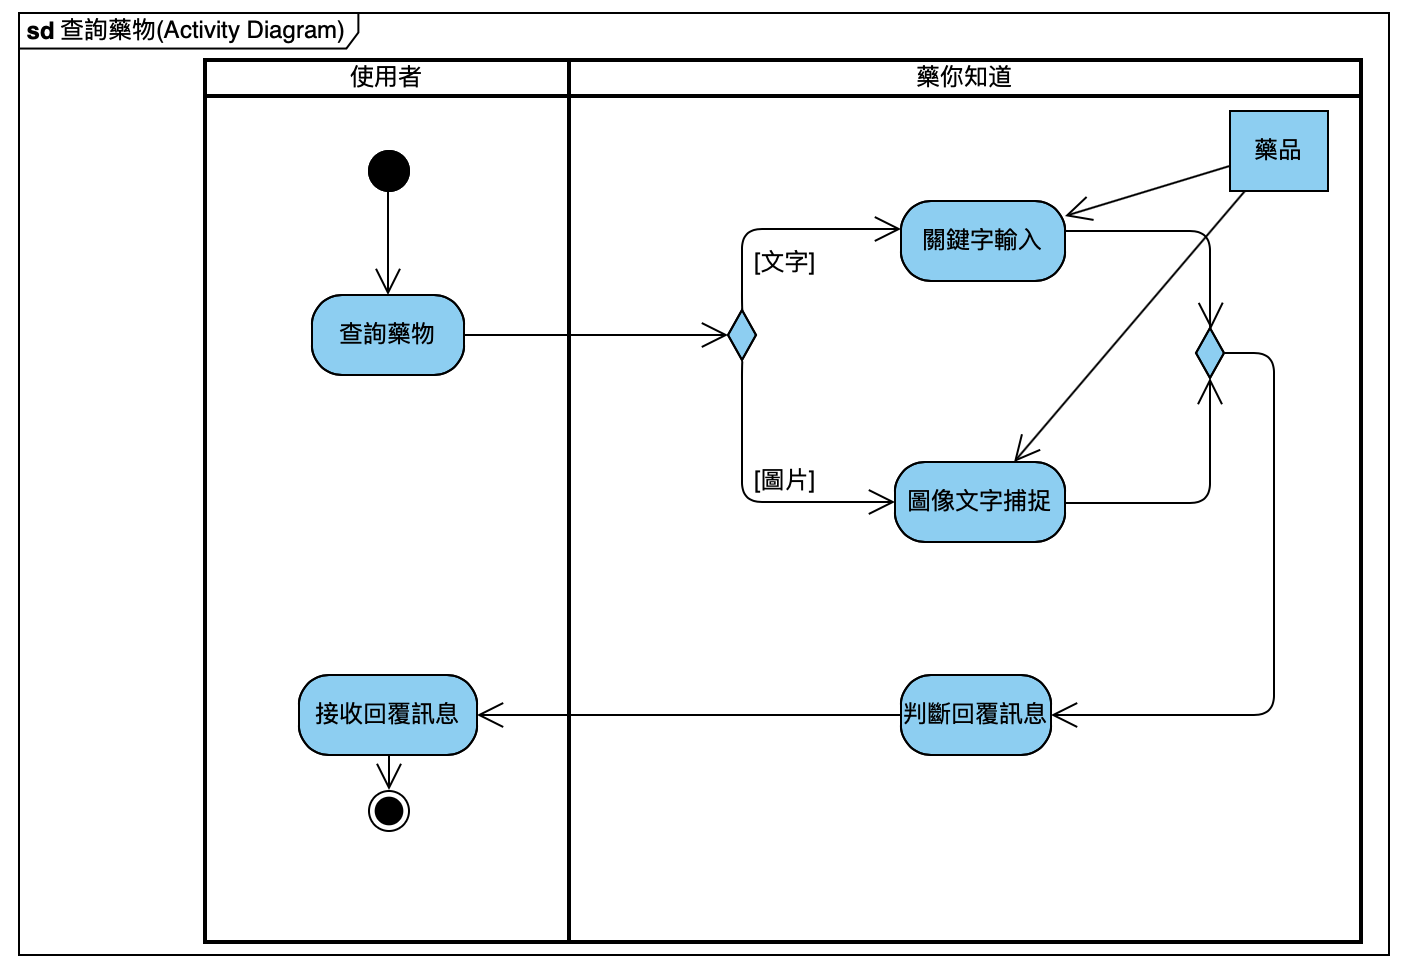 sd 查詢藥物(Activity Diagram)
使用者
藥你知道
藥品
關鍵字輸入
[文字]
查詢藥物
[圖片]
圖像文字捕捉
接收回覆訊息
判斷回覆訊息